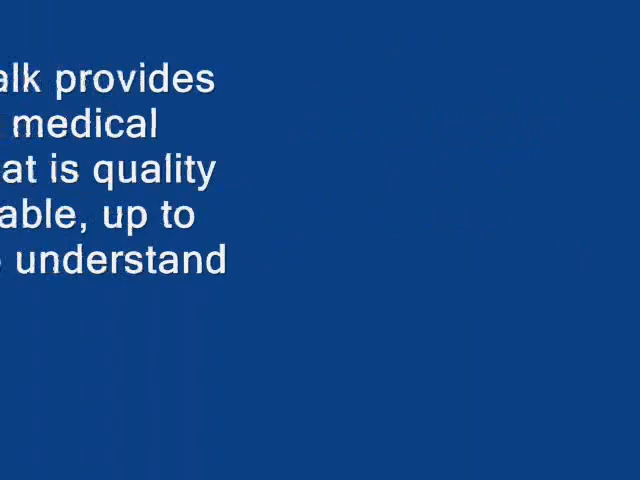 alk provides
medical
at is quality
able, up to
understand